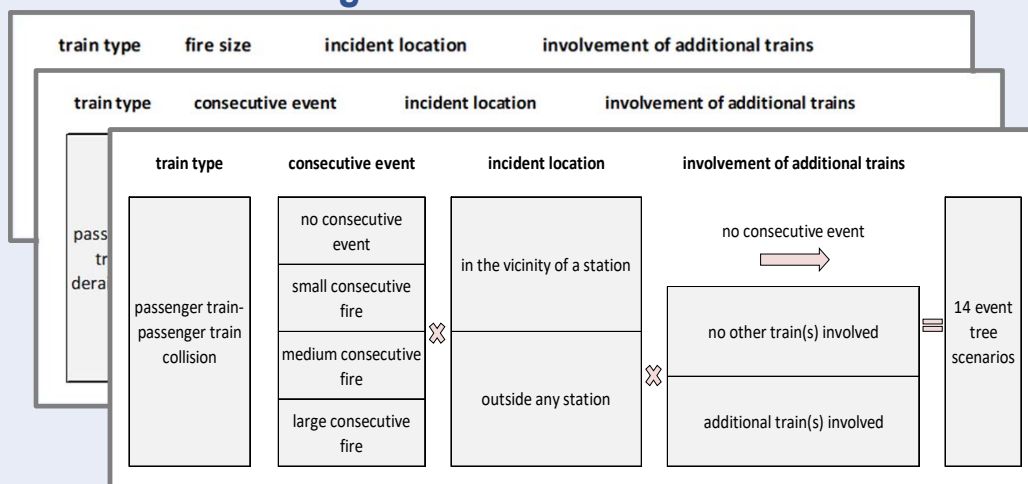 train type fire size incident location involvement of additional trains
train type consecutive event incident location involvement of additional trains
train type consecutive event incident location involvement of additional trains
passenger train-
passenger train
collision
no consecutive
event
small consecutive
fire
medium consecutive
fire
large consecutive
fire
in the vicinity of a station
outside any station
no consecutive event
no other train(s) involved
additional train(s) involved
14 event
tree
scenarios